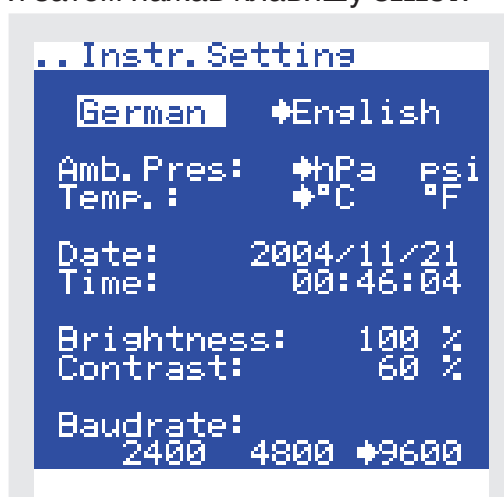 ..Instr.Setting
German ➧English
Amb.Pres: ➧hPa psi
Temp.: ➧°C °F
Date: 2004/11/21
Time: 00:46:04
Brightness: 100 %
Contrast: 60 %
Baudrate:
2400 4800 ➧9600